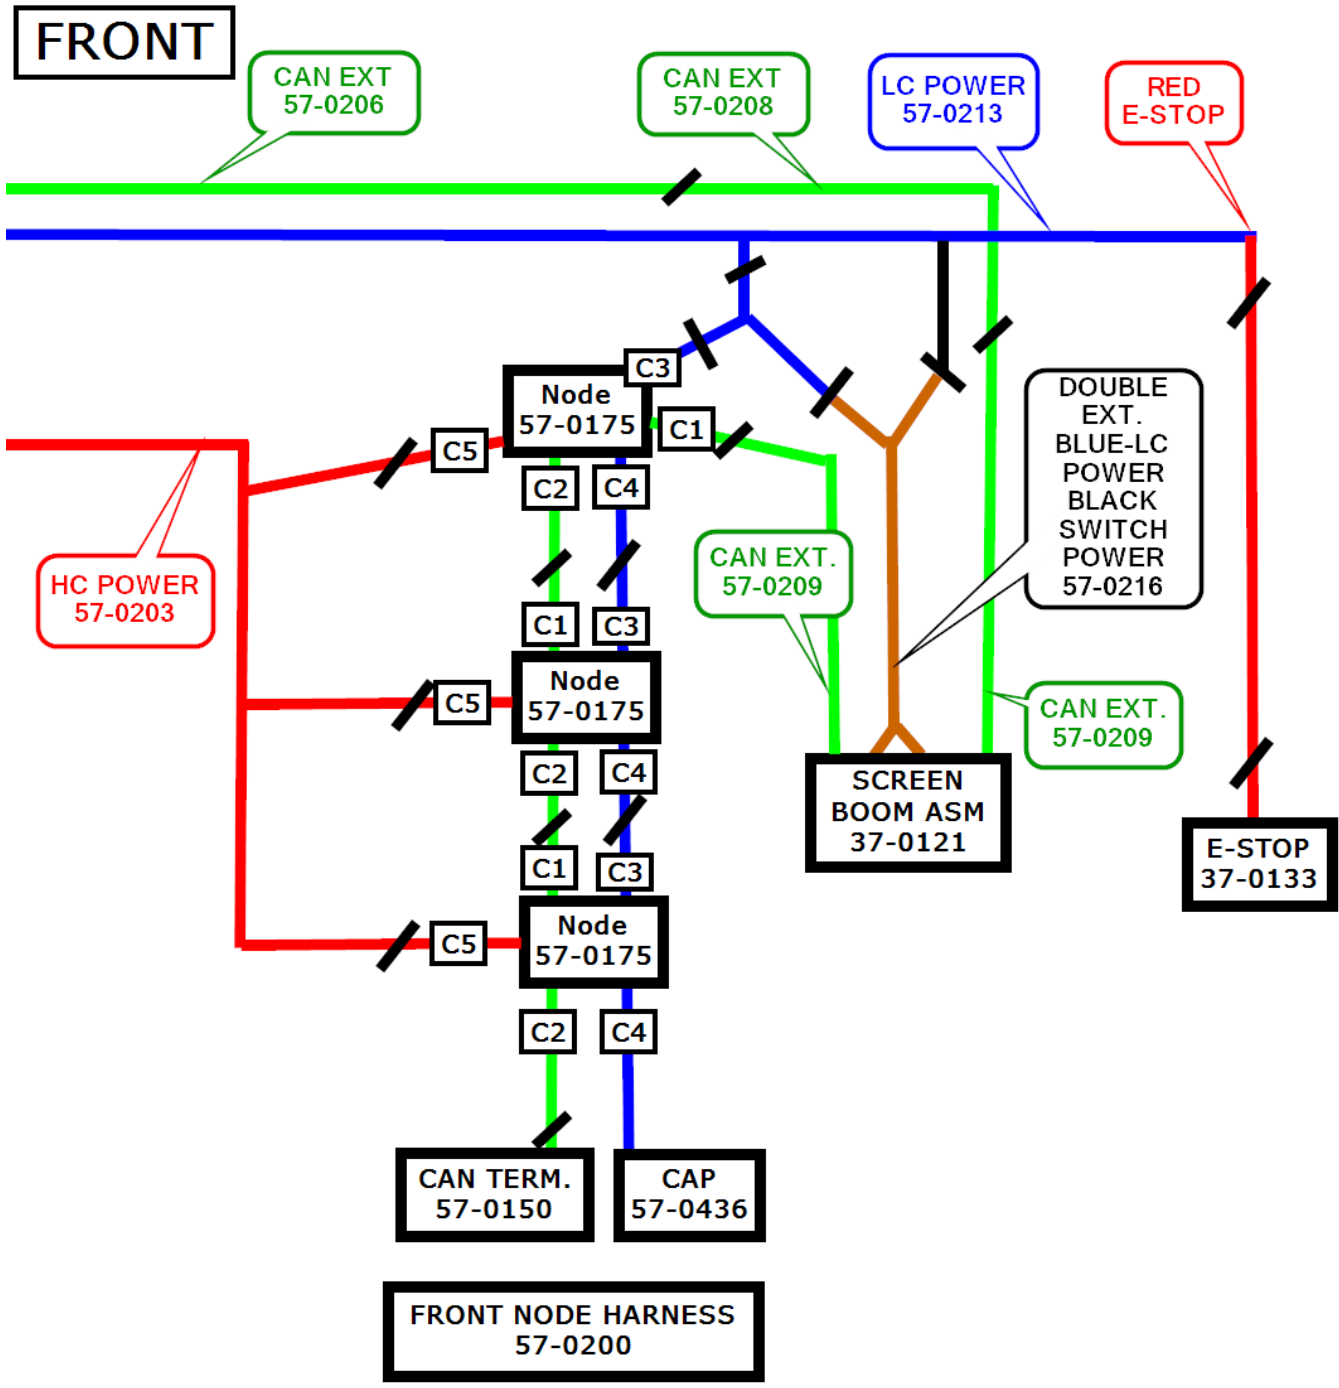 FRONT
CAN EXT
57-0206
CAN EXT
57-0208
LC POWER
57-0213
RED
E-STOP
C3
Node
57-0175
C1
C5
C2
C4
DOUBLE
EXT.
BLUE-LC
POWER
BLACK
SWITCH
POWER
57-0216
HC POWER
57-0203
CAN EXT.
57-0209
C1
C3
Node
57-0175
C5
C2
C4
CAN EXT.
57-0209
SCREEN
BOOM ASM
37-0121
E-STOP
37-0133
C1
C3
Node
57-0175
C5
C2
C4
CAN TERM.
57-0150
CAP
57-0436
FRONT NODE HARNESS
57-0200